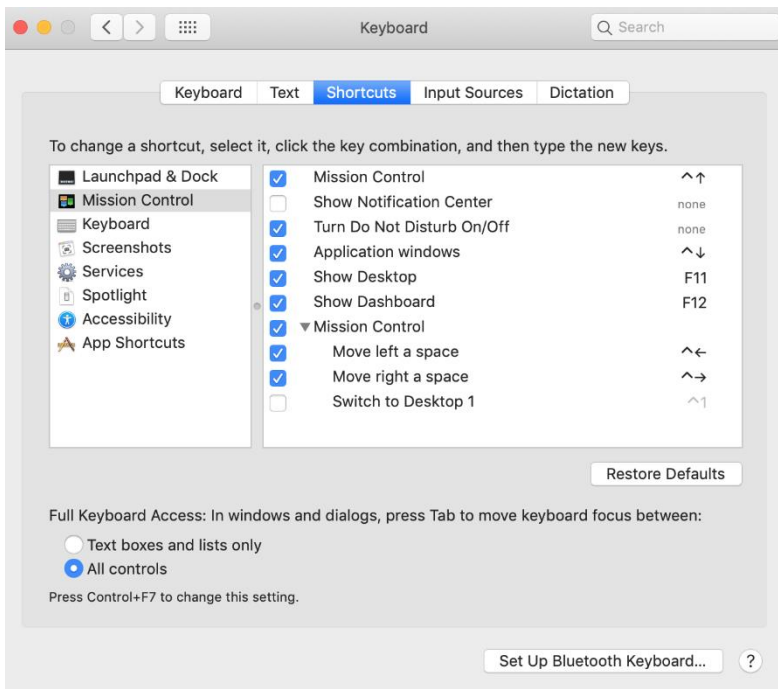 Keyboard
Search
Keyboard Text Shortcuts Input Sources Dictation
To change a shortcut, select it, click the key combination, and then type the new keys.
Launchpad & Dock
Mission Control
Keyboard
Screenshots
Services
Spotlight
Accessibility
App Shortcuts
Mission Control ^↑
Show Notification Center none
Turn Do Not Disturb On/Off none
Application windows ^↓
Show Desktop F11
Show Dashboard F12
Mission Control
Move left a space ^←
Move right a space ^→
Switch to Desktop 1 ^1
Restore Defaults
Full Keyboard Access: In windows and dialogs, press Tab to move keyboard focus between:
Text boxes and lists only
All controls
Press Control+F7 to change this setting.
Set Up Bluetooth Keyboard... ?